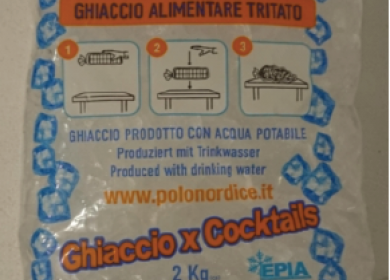 GHIACCIO ALIMENTARE TRITATO
1 2 3
GHIACCIO PRODOTTO CON ACQUA POTABILE
Produziert mit Trinkwasser
Produced with drinking water
www.polonordice.it
Ghiaccio x Cocktails
2 Kg
EPIA